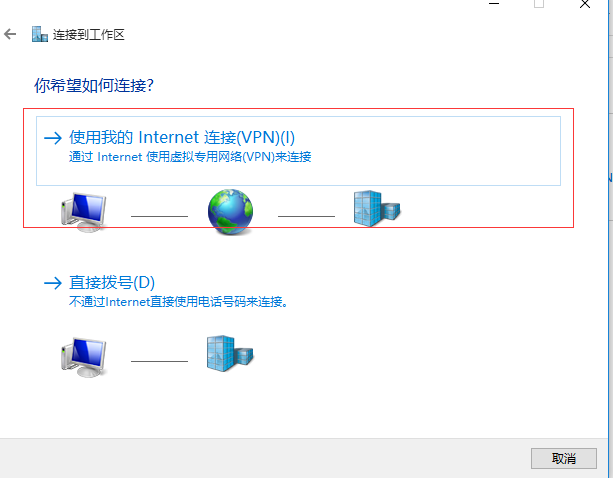 连接到工作区
你希望如何连接?
使用我的 Internet 连接(VPN)(I)
通过 Internet 使用虚拟专用网络(VPN)来连接
直接拨号(D)
不通过Internet直接使用电话号码来连接。
取消